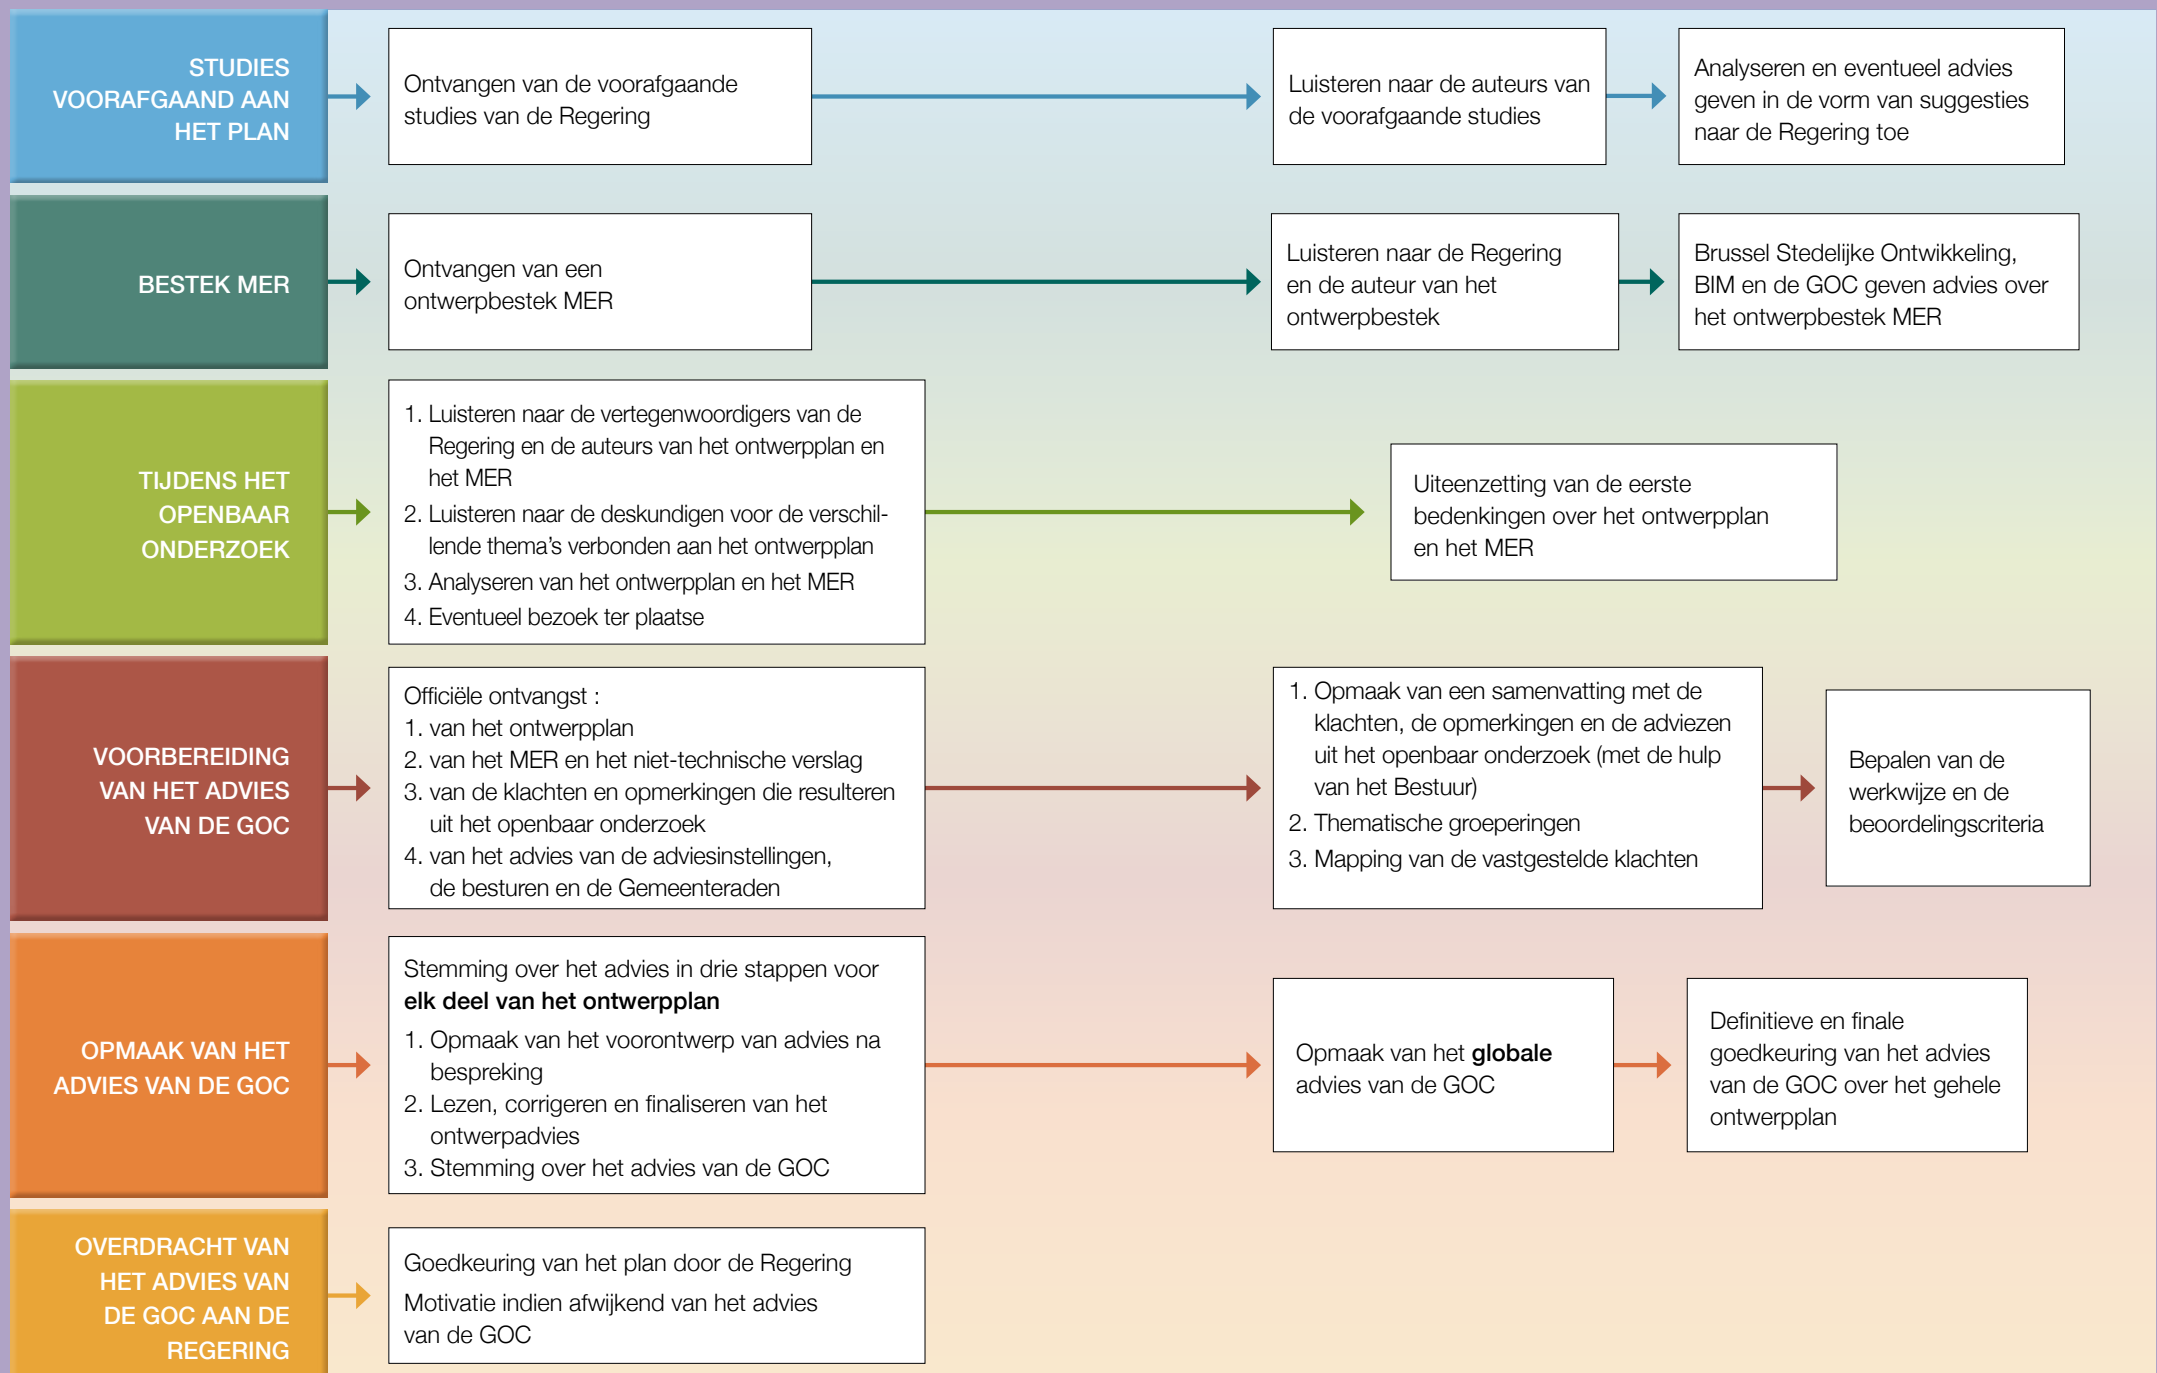 STUDIES
VOORAFGAAND AAN
HET PLAN
Ontvangen van de voorafgaande
studies van de Regering
Luisteren naar de auteurs van
de voorafgaande studies
Analyseren en eventueel advies
geven in de vorm van suggesties
naar de Regering toe
BESTEK MER
Ontvangen van een
ontwerpbestek MER
Luisteren naar de Regering
en de auteur van het
ontwerpbestek
Brussel Stedelijke Ontwikkeling,
BIM en de GOC geven advies over
het ontwerpbestek MER
TIJDENS HET
OPENBAAR
ONDERZOEK
1. Luisteren naar de vertegenwoordigers van de
Regering en de auteurs van het ontwerpplan en
het MER
2. Luisteren naar de deskundigen voor de verschil-
lende thema's verbonden aan het ontwerpplan
3. Analyseren van het ontwerpplan en het MER
4. Eventueel bezoek ter plaatse
Uiteenzetting van de eerste
bedenkingen over het ontwerpplan
en het MER
VOORBEREIDING
VAN HET ADVIES
VAN DE GOC
Officiële ontvangst :
1. van het ontwerpplan
2. van het MER en het niet-technische verslag
3. van de klachten en opmerkingen die resulteren
uit het openbaar onderzoek
4. van het advies van de adviesinstellingen,
de besturen en de Gemeenteraden
1. Opmaak van een samenvatting met de
klachten, de opmerkingen en de adviezen
uit het openbaar onderzoek (met de hulp
van het Bestuur)
2. Thematische groeperingen
3. Mapping van de vastgestelde klachten
Bepalen van de
werkwijze en de
beoordelingscriteria
OPMAAK VAN HET
ADVIES VAN DE GOC
Stemming over het advies in drie stappen voor
elk deel van het ontwerpplan
1. Opmaak van het voorontwerp van advies na
bespreking
2. Lezen, corrigeren en finaliseren van het
ontwerpadvies
3. Stemming over het advies van de GOC
Opmaak van het globale
advies van de GOC
Definitieve en finale
goedkeuring van het advies
van de GOC over het gehele
ontwerpplan
OVERDRACHT VAN
HET ADVIES VAN
DE GOC AAN DE
REGERING
Goedkeuring van het plan door de Regering
Motivatie indien afwijkend van het advies
van de GOC